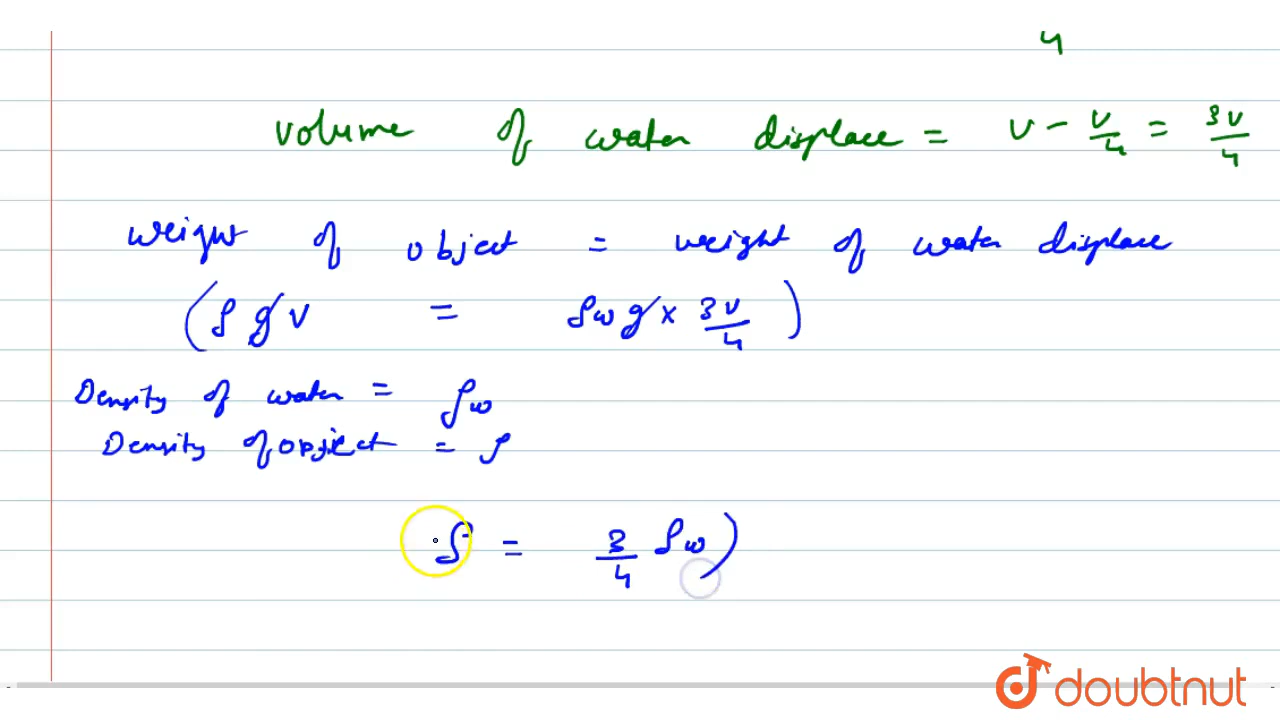 4
volume of water displace = v - v/4 = 3v/4
weight of object = weight of water displace
(ρ g v = ρw g x 3v/4)
Density of water = ρw
Density of object = ρ
ρ = 3/4 ρw)
doubtnut